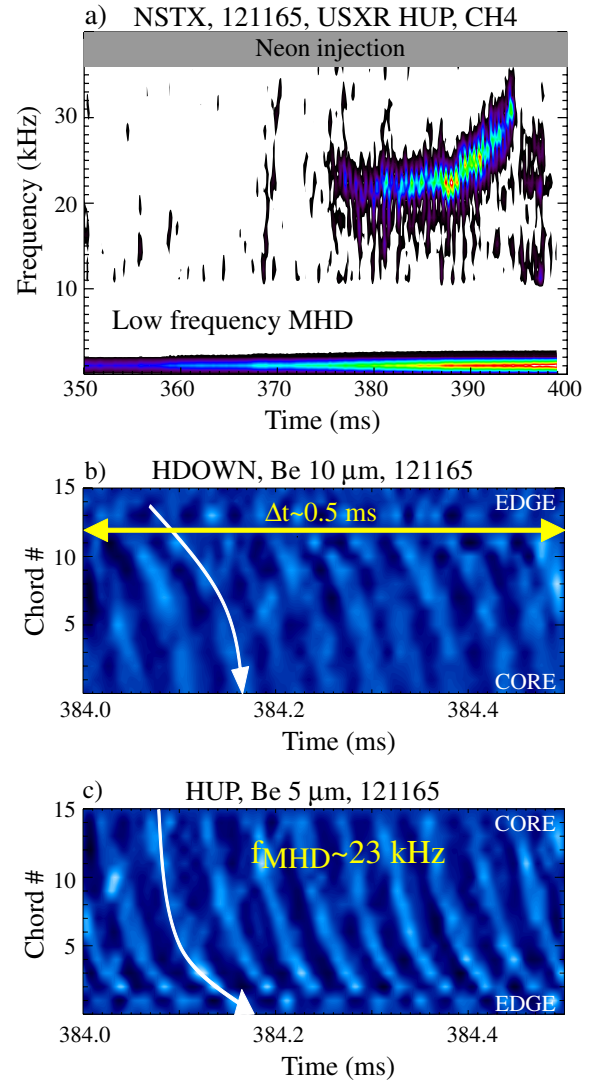 a) NSTX, 121165, USXR HUP, CH4
Neon injection
30
20
10
Frequency (kHz)
Low frequency MHD
350 360 370 380 390 400
Time (ms)
b) HDOWN, Be 10 µm, 121165
15
10
5
Chord #
EDGE
Δt~0.5 ms
CORE
384.0 384.2 384.4
Time (ms)
c) HUP, Be 5 µm, 121165
15
10
5
Chord #
CORE
fMHD~23 kHz
EDGE
384.0 384.2 384.4
Time (ms)